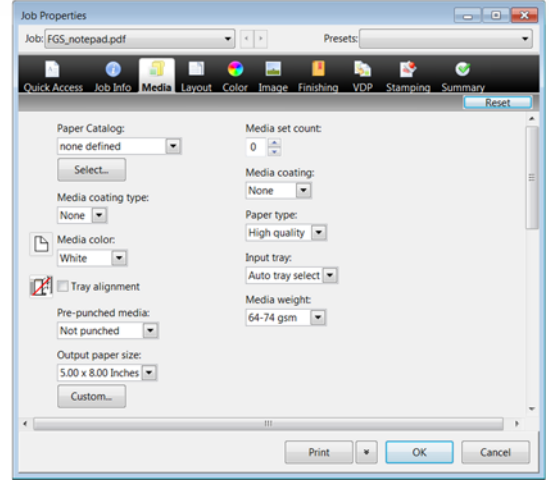 Job Properties
Job: FGS_notepad.pdf Presets:
Quick Access Job Info Media Layout Color Image Finishing VDP Stamping Summary
Reset
Paper Catalog:
none defined
Select...
Media coating type:
None
Media color:
White
Tray alignment
Pre-punched media:
Not punched
Output paper size:
5.00 x 8.00 Inches
Custom...
Media set count:
0
Media coating:
None
Paper type:
High quality
Input tray:
Auto tray select
Media weight:
64-74 gsm
Print OK Cancel